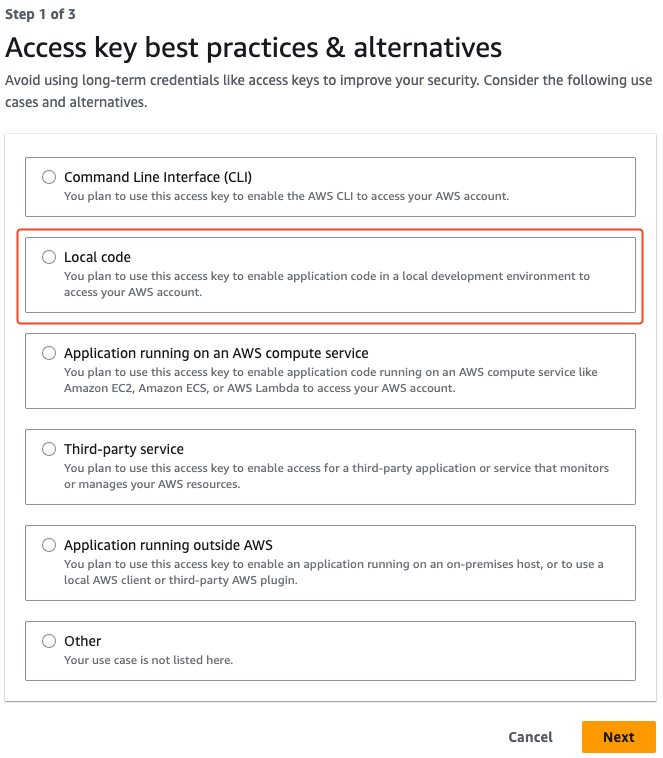 Step 1 of 3
Access key best practices & alternatives
Avoid using long-term credentials like access keys to improve your security. Consider the following use
cases and alternatives.
Command Line Interface (CLI)
You plan to use this access key to enable the AWS CLI to access your AWS account.
Local code
You plan to use this access key to enable application code in a local development environment to
access your AWS account.
Application running on an AWS compute service
You plan to use this access key to enable application code running on an AWS compute service like
Amazon EC2, Amazon ECS, or AWS Lambda to access your AWS account.
Third-party service
You plan to use this access key to enable access for a third-party application or service that monitors
or manages your AWS resources.
Application running outside AWS
You plan to use this access key to enable an application running on an on-premises host, or to use a
local AWS client or third-party AWS plugin.
Other
Your use case is not listed here.
Cancel Next